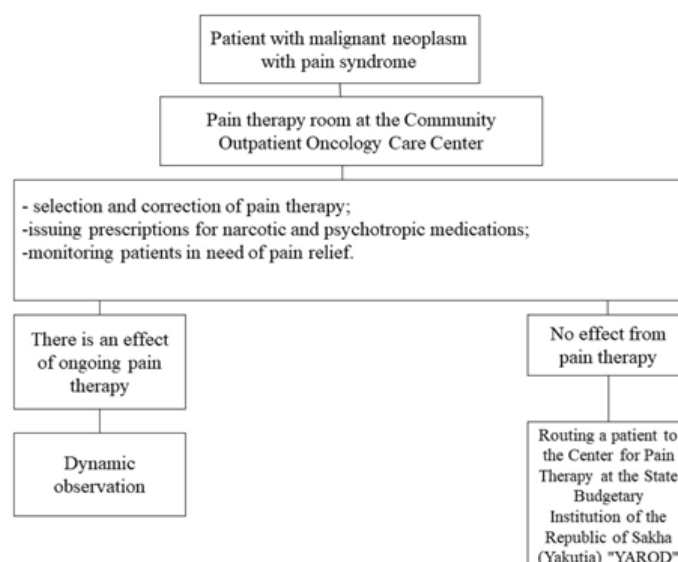 Patient with malignant neoplasm
with pain syndrome
Pain therapy room at the Community
Outpatient Oncology Care Center
- selection and correction of pain therapy;
-issuing prescriptions for narcotic and psychotropic medications;
-monitoring patients in need of pain relief.
There is an effect
of ongoing pain
therapy
No effect from
pain therapy
Dynamic
observation
Routing a patient to
the Center for Pain
Therapy at the State
Budgetary
Institution of the
Republic of Sakha
(Yakutia) "YAROD"